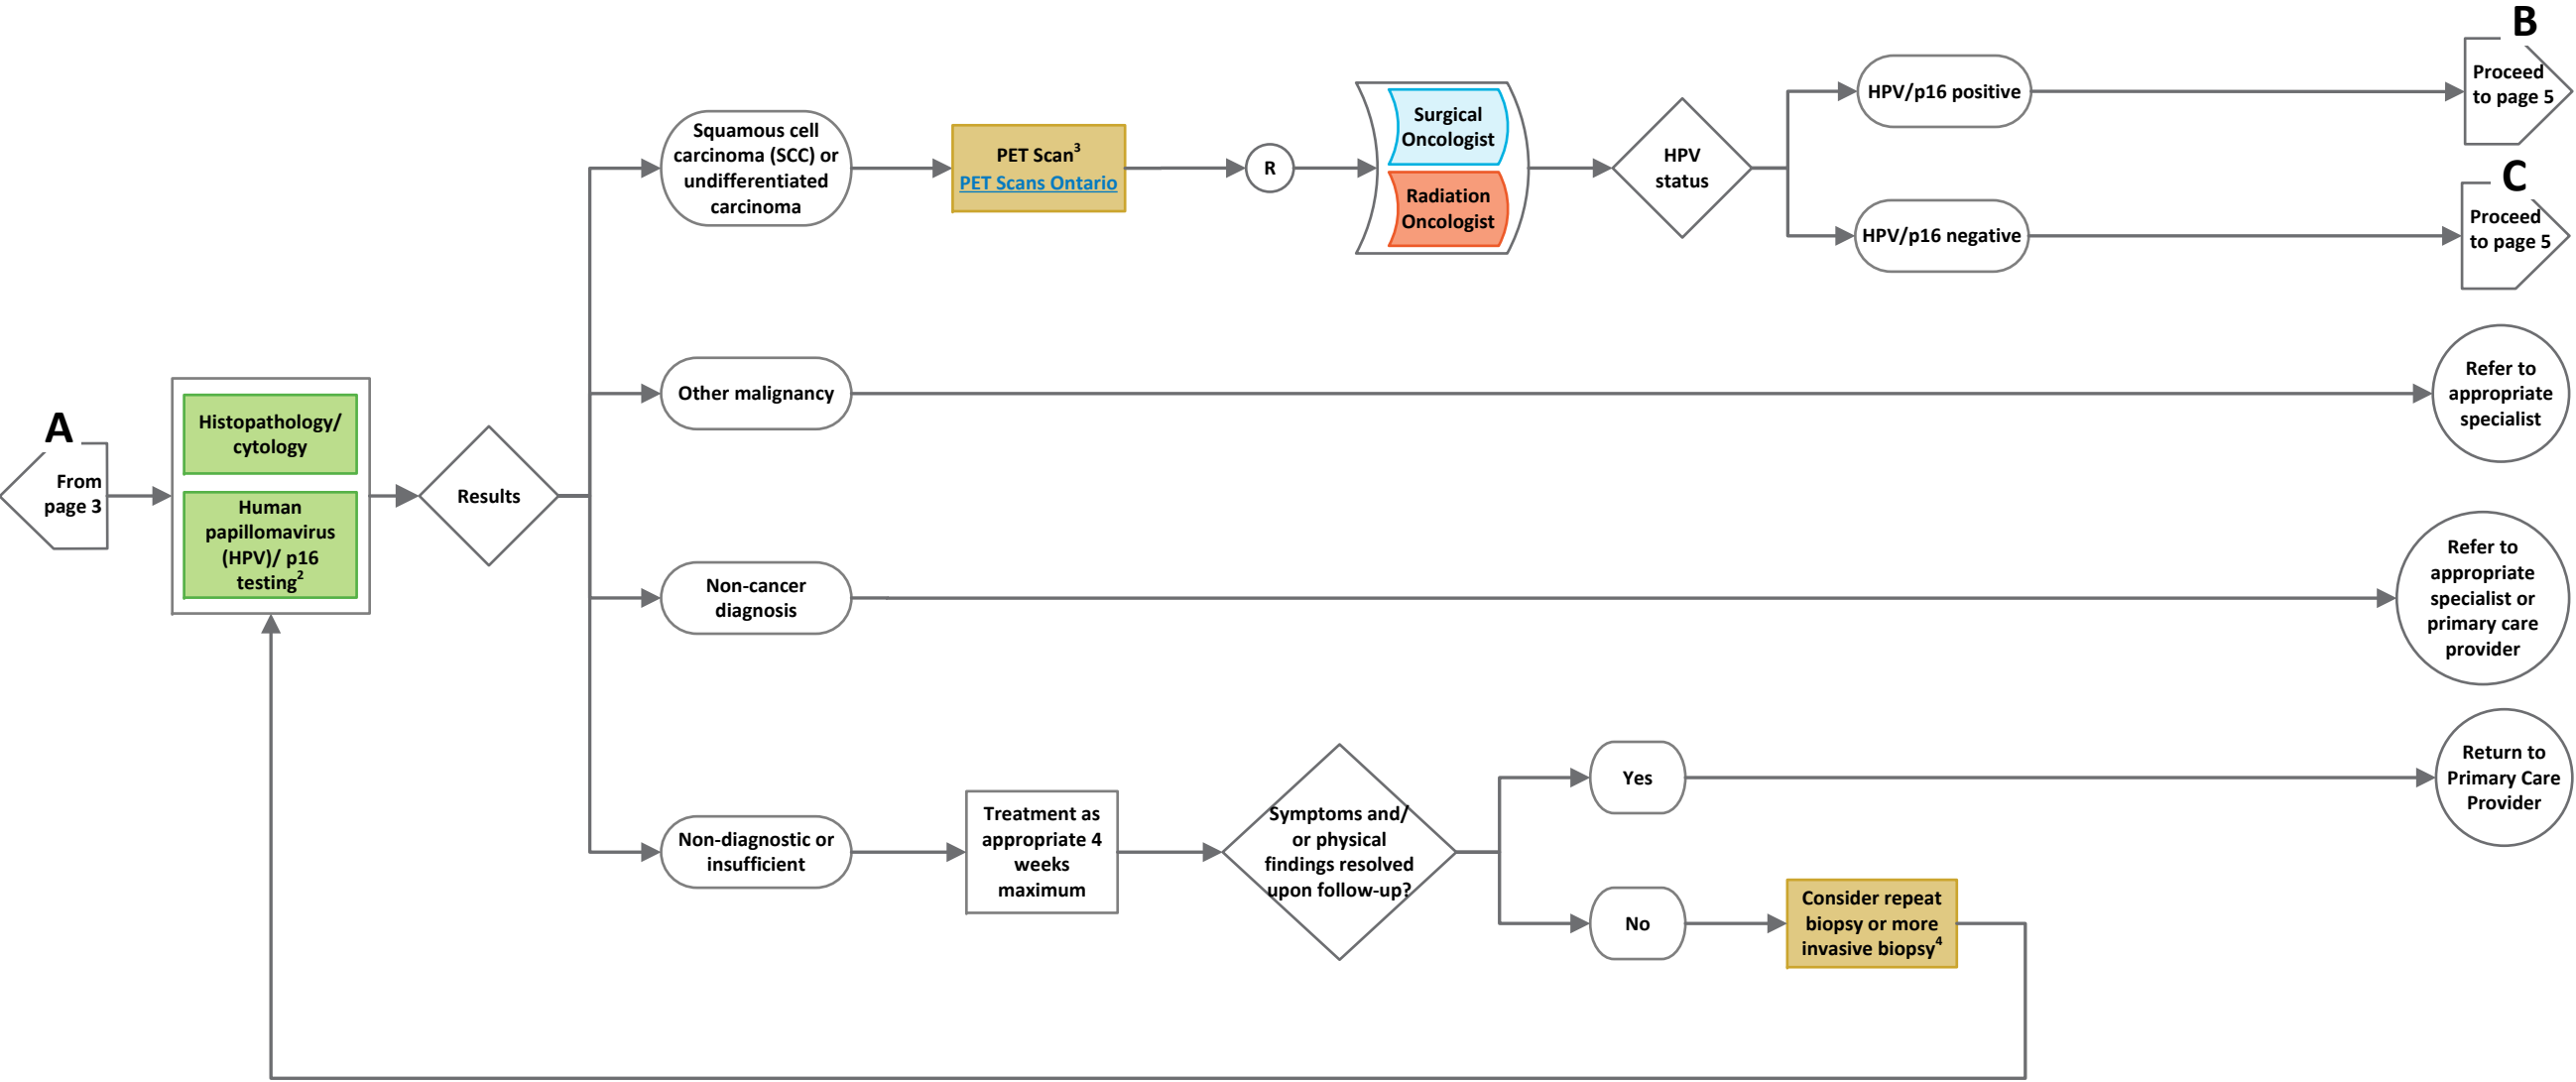 A
From
page 3
Histopathology/
cytology
Human
papillomavirus
(HPV)/ p16
testing2
Results
Squamous cell
carcinoma (SCC) or
undifferentiated
carcinoma
PET Scan3
PET Scans Ontario
R
Surgical
Oncologist
Radiation
Oncologist
HPV
status
HPV/p16 positive
B
Proceed
to page 5
HPV/p16 negative
C
Proceed
to page 5
Other malignancy
Refer to
appropriate
specialist
Non-cancer
diagnosis
Refer to
appropriate
specialist or
primary care
provider
Non-diagnostic or
insufficient
Treatment as
appropriate 4
weeks
maximum
Symptoms and/
or physical
findings resolved
upon follow-up?
Yes
Return to
Primary Care
Provider
No
Consider repeat
biopsy or more
invasive biopsy4